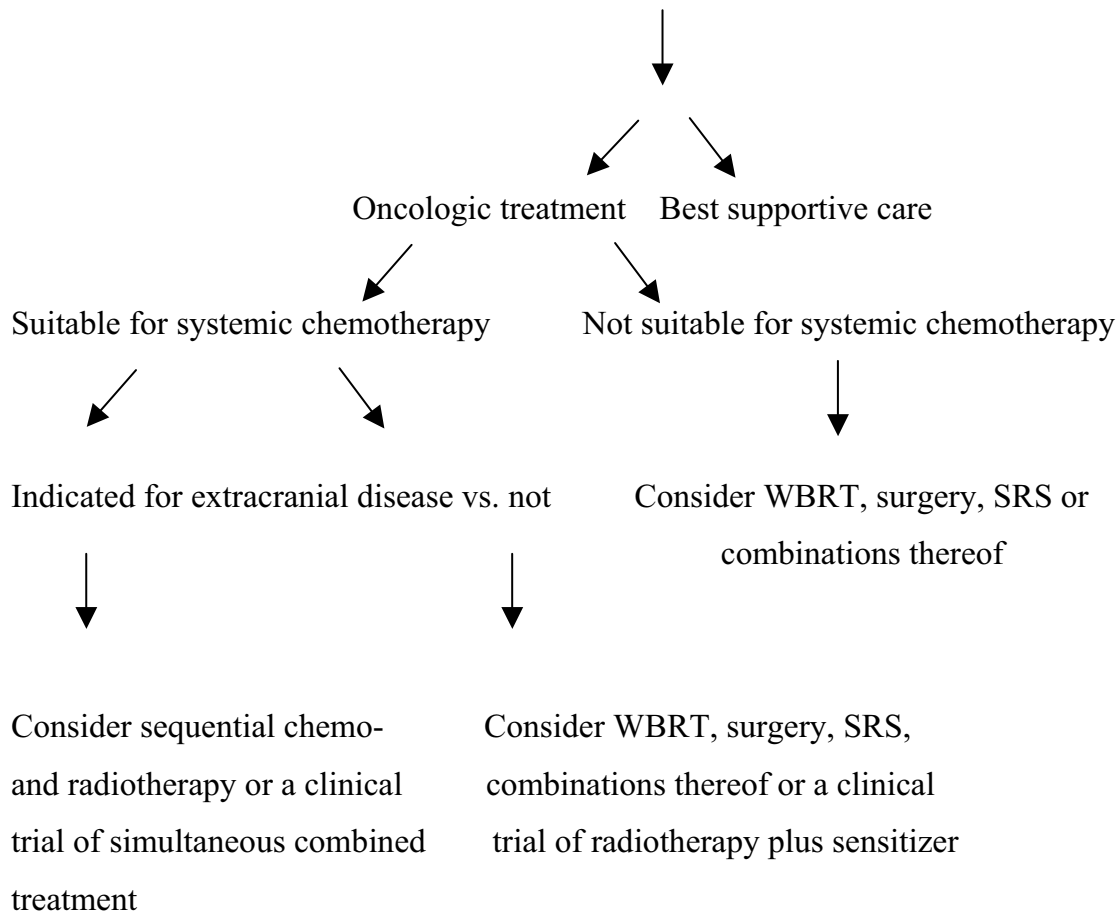 Oncologic treatment
Best supportive care
Suitable for systemic chemotherapy
Not suitable for systemic chemotherapy
Indicated for extracranial disease vs. not
Consider WBRT, surgery, SRS or
combinations thereof
Consider sequential chemo-
and radiotherapy or a clinical
trial of simultaneous combined
treatment
Consider WBRT, surgery, SRS,
combinations thereof or a clinical
trial of radiotherapy plus sensitizer